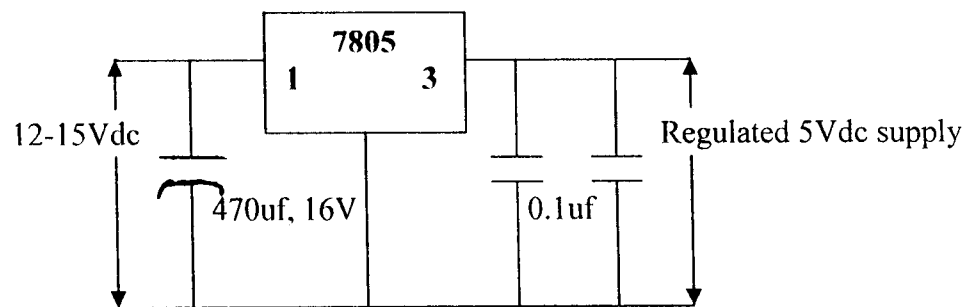 7805
1 3
12-15Vdc
Regulated 5Vdc supply
470uf, 16V
0.1uf